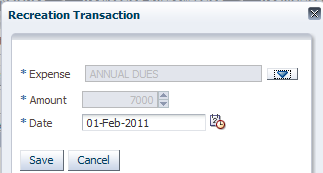 Recreation Transaction
* Expense ANNUAL DUES
* Amount 7000
* Date 01-Feb-2011
Save Cancel